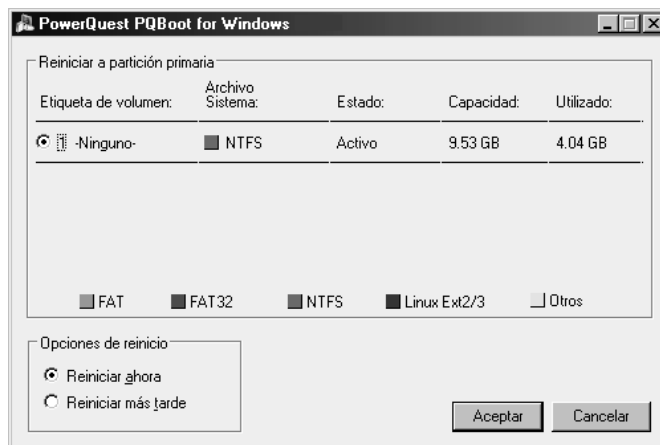 PowerQuest PQBoot for Windows
Reiniciar a partición primaria
Etiqueta de volumen: Archivo Sistema: Estado: Capacidad: Utilizado:
1 -Ninguno- NTFS Activo 9.53 GB 4.04 GB
FAT FAT32 NTFS Linux Ext2/3 Otros
Opciones de reinicio
Reiniciar ahora
Reiniciar más tarde
Aceptar Cancelar